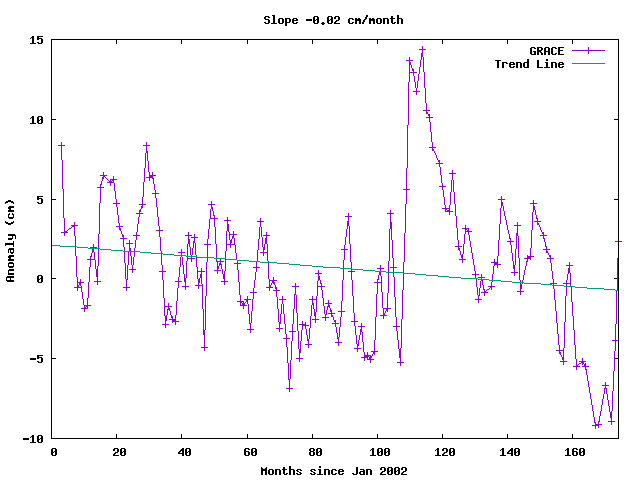 Slope -0.02 cm/month
GRACE
Trend Line
15
10
5
0
-5
-10
Anomaly (cm)
0 20 40 60 80 100 120 140 160
Months since Jan 2002